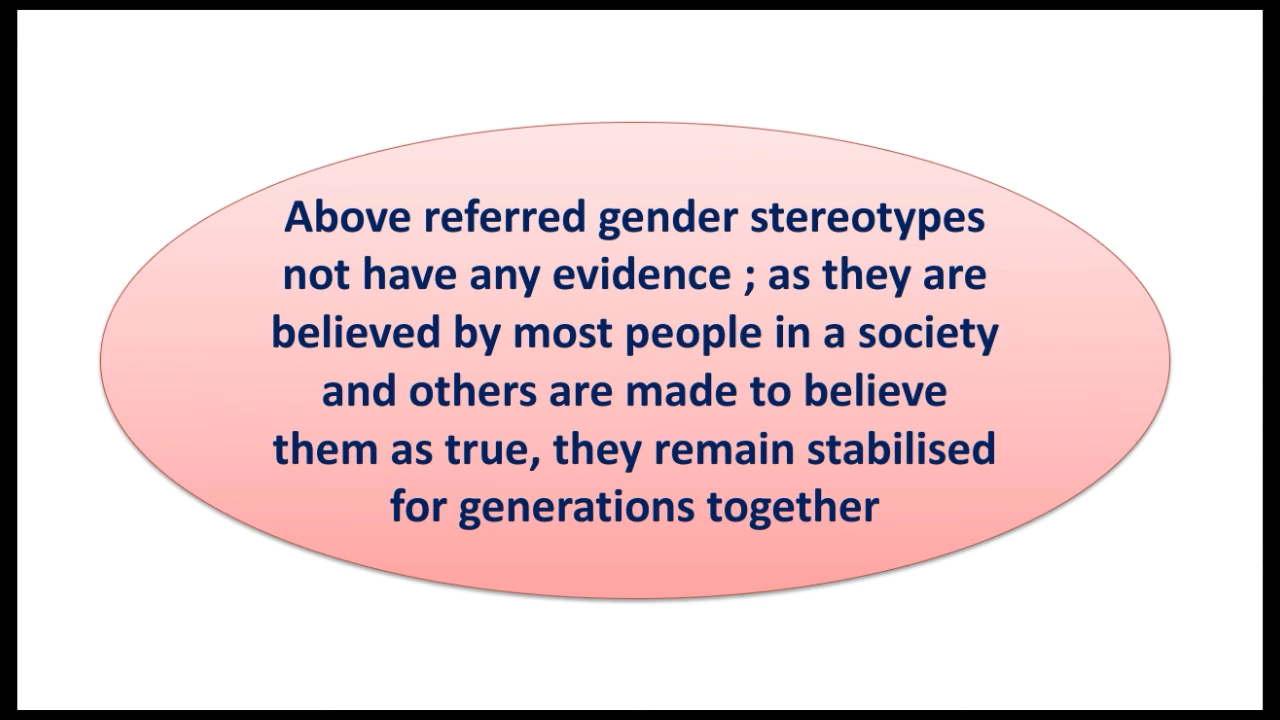 Above referred gender stereotypes
not have any evidence ; as they are
believed by most people in a society
and others are made to believe
them as true, they remain stabilised
for generations together